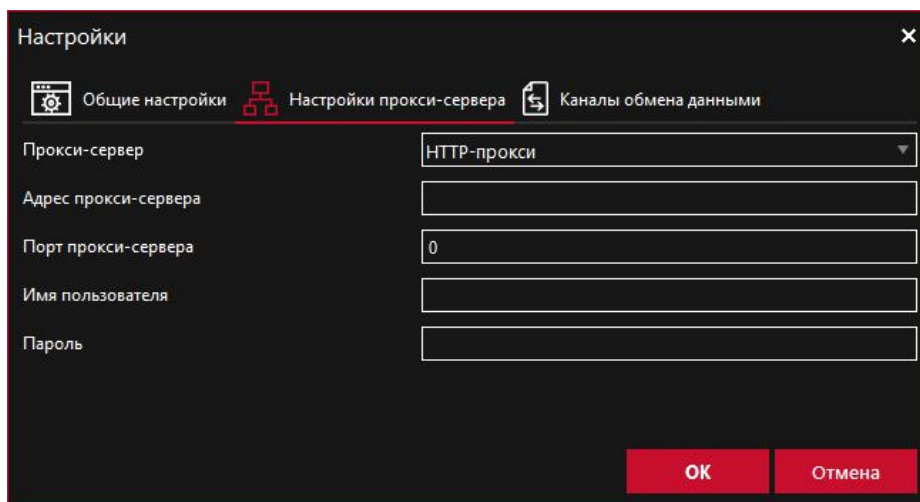 Настройки
Общие настройки Настройки прокси-сервера Каналы обмена данными
Прокси-сервер HTTP-прокси
Адрес прокси-сервера
Порт прокси-сервера 0
Имя пользователя
Пароль
OK Отмена